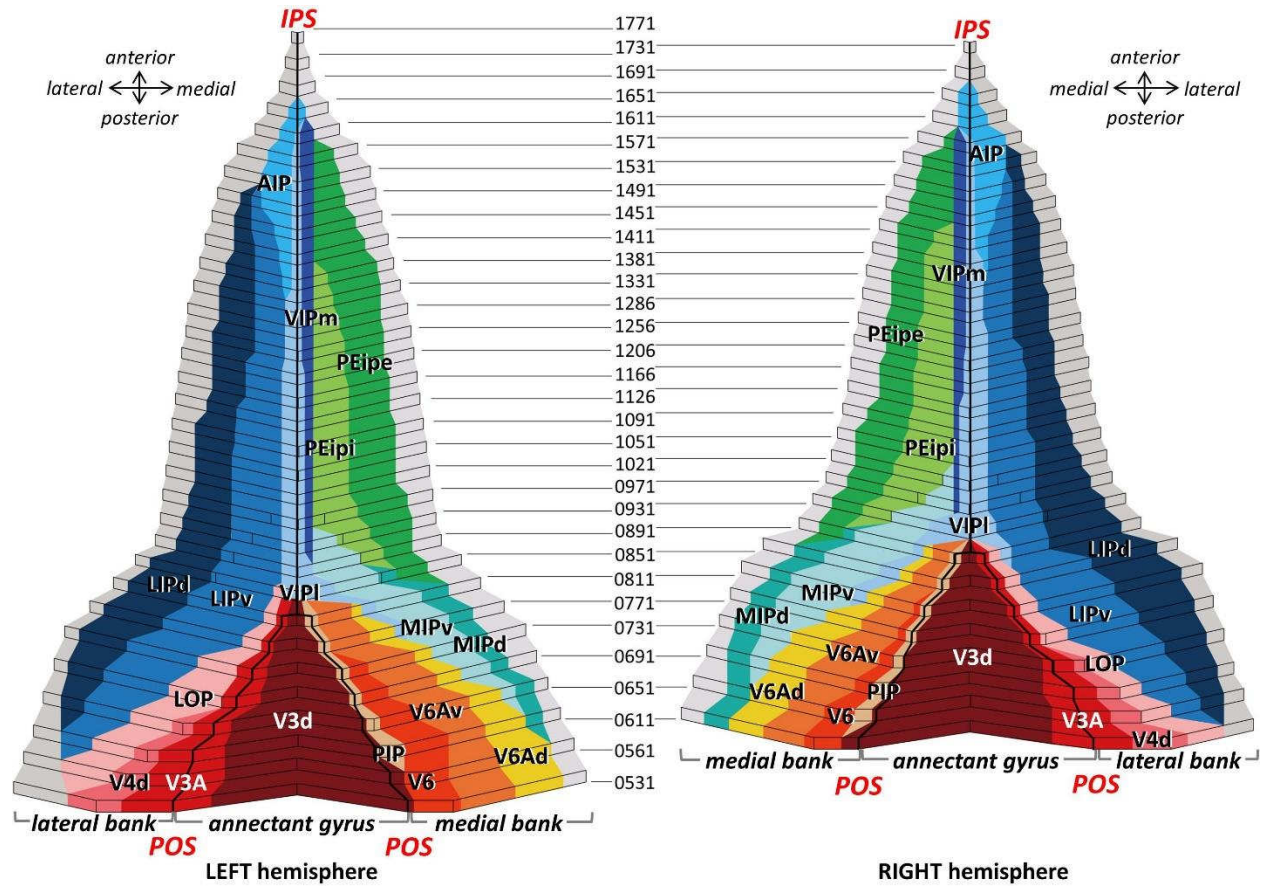 IPS
anterior
lateral medial
posterior
AIP
VIPm
PEipe
PEipi
LIPd
LIPv
VIPl
MIPv
MIPd
LOP
V3d
V6Av
PIP
V6Ad
V4d
V3A
V6
lateral bank
annectant gyrus
medial bank
POS
POS
LEFT hemisphere
1771
1731
1691
1651
1611
1571
1531
1491
1451
1411
1381
1331
1286
1256
1206
1166
1126
1091
1051
1021
0971
0931
0891
0851
0811
0771
0731
0691
0651
0611
0561
0531
IPS
anterior
medial lateral
posterior
AIP
VIPm
PEipe
PEipi
VIPl
LIPd
MIPv
MIPd
LIPv
V6Av
V3d
LOP
V6Ad
PIP
V6
V3A
V4d
medial bank
annectant gyrus
lateral bank
POS
POS
RIGHT hemisphere